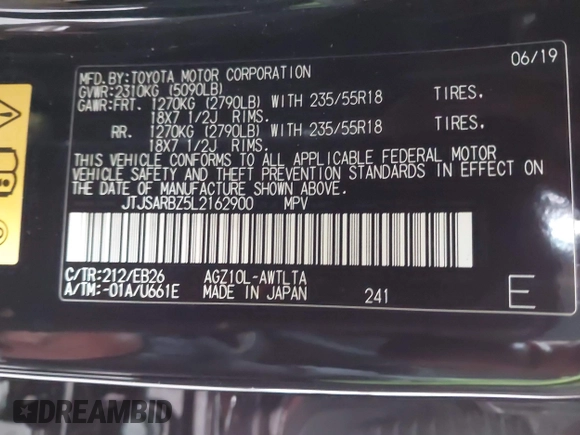 06/19
MFD.BY:TOYOTA MOTOR CORPORATION
GVWR:2310KG (5090LB)
GAWR:FRT. 1270KG (2790LB) WITH 235/55R18 TIRES.
18X7 1/2J RIMS.
RR. 1270KG (2790LB) WITH 235/55R18 TIRES.
18X7 1/2J RIMS.
THIS VEHICLE CONFORMS TO ALL APPLICABLE FEDERAL MOTOR
VEHICLE SAFETY AND THEFT PREVENTION STANDARDS IN EFFECT ON
THE DATE OF MANUFACTURE SHOWN ABOVE.
JTJSARBZ5L2162900 MPV
C/TR:212/EB26 AGZ10L-AWTLTA
A/TM:-01A/U661E MADE IN JAPAN 241
E
DREAMBID